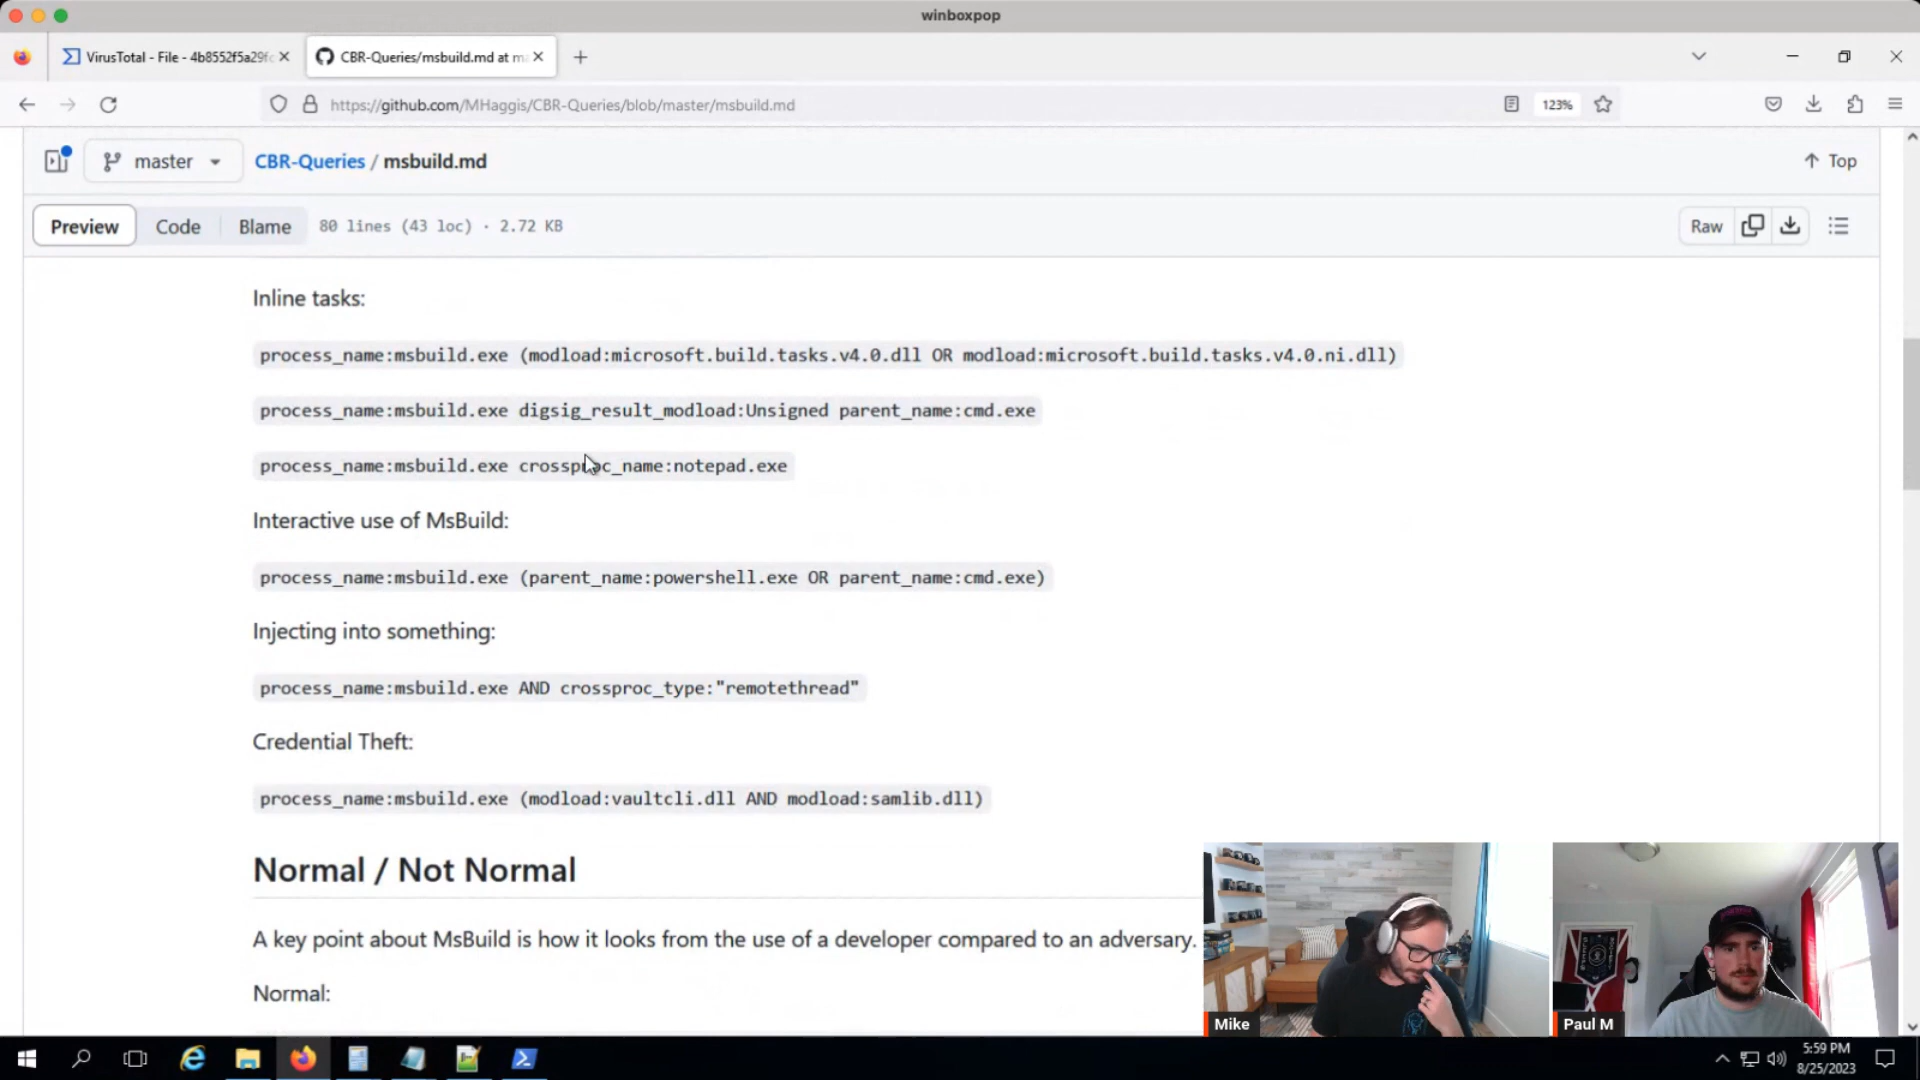 winboxpop
VirusTotal - File - 4b8552f5a29fc
CBR-Queries/msbuild.md at ma
https://github.com/MHaggis/CBR-Queries/blob/master/msbuild.md
123%
master
CBR-Queries / msbuild.md
Top
Preview
Code
Blame
80 lines (43 loc) · 2.72 KB
Raw
Inline tasks:
process_name:msbuild.exe (modload:microsoft.build.tasks.v4.0.dll OR modload:microsoft.build.tasks.v4.0.ni.dll)
process_name:msbuild.exe digsig_result_modload:Unsigned parent_name:cmd.exe
process_name:msbuild.exe crossproc_name:notepad.exe
Interactive use of MsBuild:
process_name:msbuild.exe (parent_name:powershell.exe OR parent_name:cmd.exe)
Injecting into something:
process_name:msbuild.exe AND crossproc_type:"remotethread"
Credential Theft:
process_name:msbuild.exe (modload:vaultcli.dll AND modload:samlib.dll)
Normal / Not Normal
A key point about MsBuild is how it looks from the use of a developer compared to an adversary.
Normal:
Mike
Paul M
5:59 PM
8/25/2023